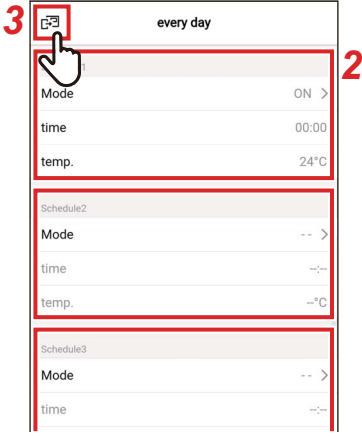 3
every day
2
1
Mode ON >
time 00:00
temp. 24°C
Schedule2
Mode -- >
time --:--
temp. --°C
Schedule3
Mode -- >
time --:--